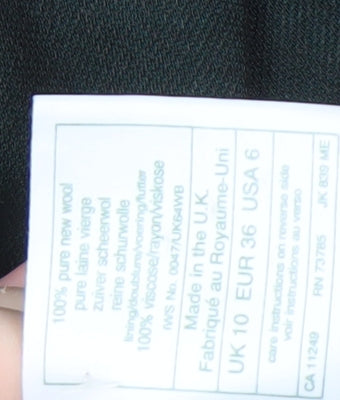 100% pure new wool
pure laine vierge
zuiver scheerwol
reine schurwolle
lining/doublure/voering/futter
100% viscose/rayon/viskose
IWS No. 0047/UK64WB
Made in the U.K.
Fabriqué au Royaume-Uni
UK 10 EUR 36 USA 6
care instructions on reverse side
voir instructions au verso
CA 11249 RN 73785 JK 839 ME